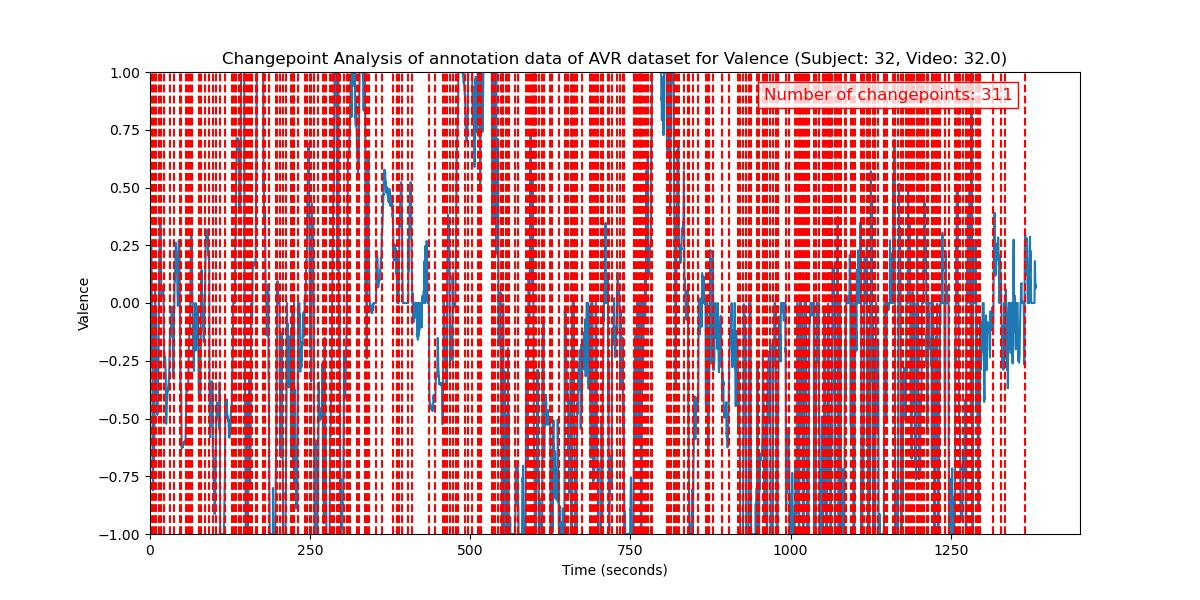 Changepoint Analysis of annotation data of AVR dataset for Valence (Subject: 32, Video: 32.0)
Number of changepoints: 311
Valence
1.00
0.75
0.50
0.25
0.00
−0.25
−0.50
−0.75
−1.00
0 250 500 750 1000 1250
Time (seconds)